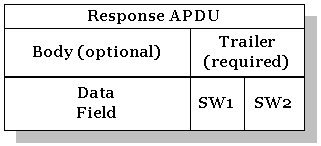 Response APDU
Body (optional)
Trailer
(required)
Data
Field
SW1
SW2